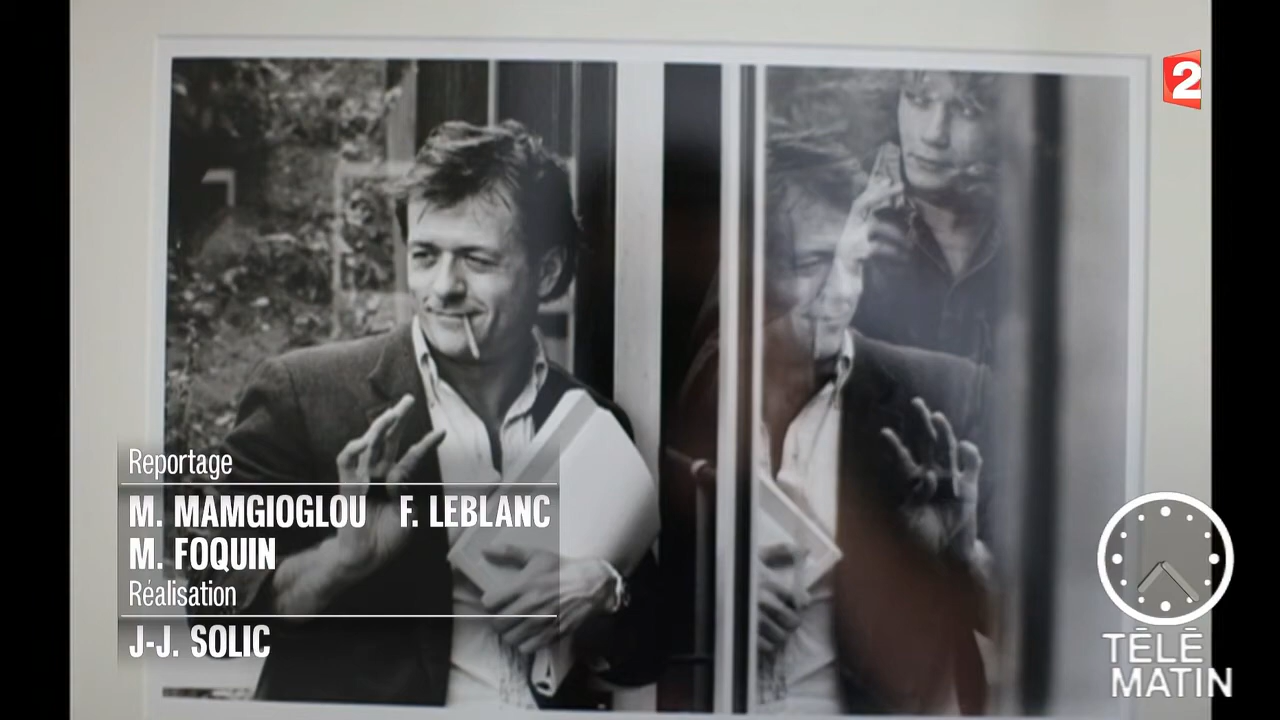 2
Reportage
M. MAMGIOGLOU F. LEBLANC
M. FOQUIN
Réalisation
J-J. SOLIC
TÉLÉ
MATIN